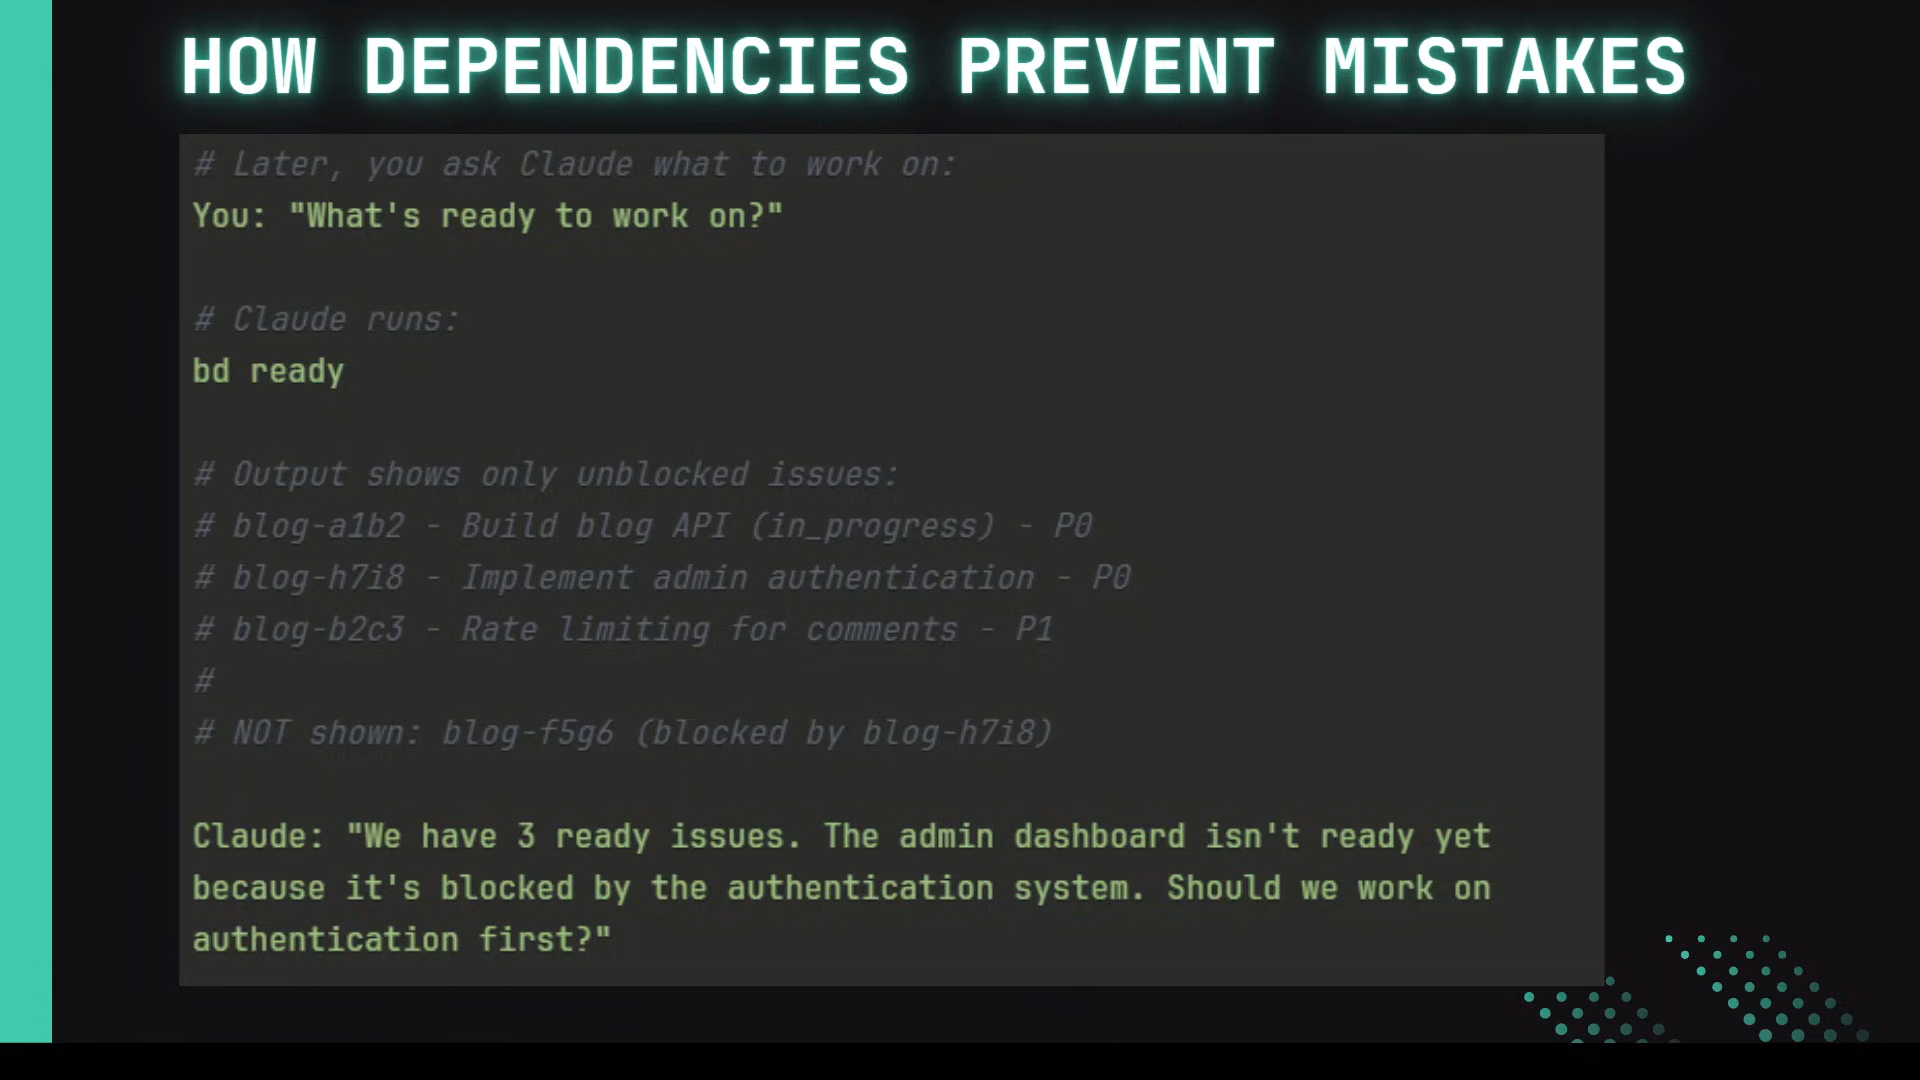 HOW DEPENDENCIES PREVENT MISTAKES
# Later, you ask Claude what to work on:
You: "What's ready to work on?"
# Claude runs:
bd ready
# Output shows only unblocked issues:
# blog-a1b2 - Build blog API (in_progress) - P0
# blog-h7i8 - Implement admin authentication - P0
# blog-b2c3 - Rate limiting for comments - P1
#
# NOT shown: blog-f5g6 (blocked by blog-h7i8)
Claude: "We have 3 ready issues. The admin dashboard isn't ready yet
because it's blocked by the authentication system. Should we work on
authentication first?"